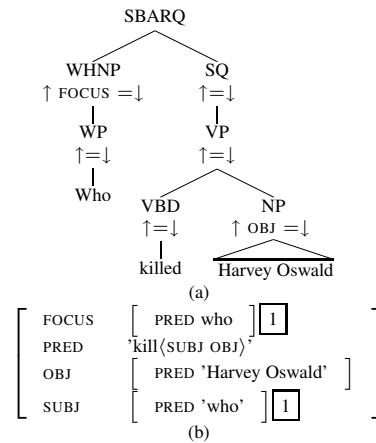 SBARQ
WHNP SQ
↑ FOCUS =↓ ↑=↓
WP VP
↑=↓ ↑=↓
Who
VBD NP
↑=↓ ↑ OBJ =↓
killed Harvey Oswald
(a)
FOCUS [ PRED who ] 1
PRED 'kill⟨SUBJ OBJ⟩'
OBJ [ PRED 'Harvey Oswald' ]
SUBJ [ PRED 'who' ] 1
(b)